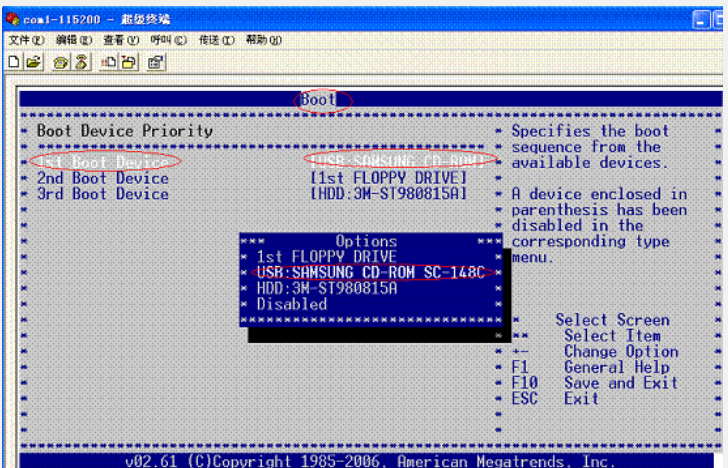 com1-115200 - 超级终端
文件(F) 编辑(E) 查看(V) 呼叫(C) 传送(T) 帮助(H)
Boot
Boot Device Priority
1st Boot Device [USB:SAMSUNG CD-ROM]
2nd Boot Device [1st FLOPPY DRIVE]
3rd Boot Device [HDD:3M-ST980815A]
Options
1st FLOPPY DRIVE
USB:SAMSUNG CD-ROM SC-148C
HDD:3M-ST980815A
Disabled
Specifies the boot
sequence from the
available devices.
A device enclosed in
parenthesis has been
disabled in the
corresponding type
menu.
* Select Screen
** Select Item
+- Change Option
F1 General Help
F10 Save and Exit
ESC Exit
v02.61 (C)Copyright 1985-2006, American Megatrends, Inc.